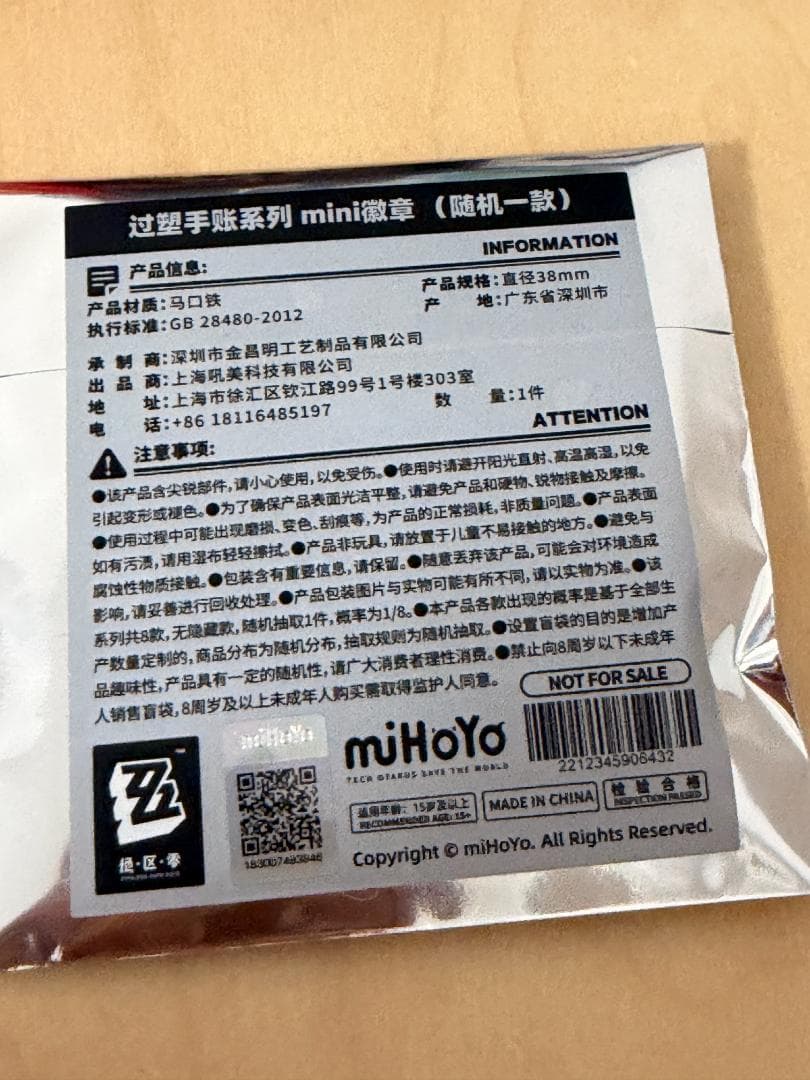 过塑手账系列 mini徽章 （随机一款）
INFORMATION
产品信息:
产品材质:马口铁
产品规格:直径38mm
执行标准:GB 28480-2012
产 地:广东省深圳市
承 制 商:深圳市金昌明工艺制品有限公司
出 品 商:上海吼美科技有限公司
地 址:上海市徐汇区钦江路99号1号楼303室
电 话:+86 18116485197
数 量:1件
ATTENTION
注意事项:
●该产品含尖锐部件,请小心使用,以免受伤。●使用时请避开阳光直射、高温高湿,以免
引起变形或褪色。●为了确保产品表面光洁平整,请避免产品和硬物、锐物接触及摩擦。
●使用过程中可能出现磨损、变色、刮痕等,为产品的正常损耗,非质量问题。●产品表面
如有污渍,请用湿布轻轻擦拭。●产品非玩具,请放置于儿童不易接触的地方。●避免与
腐蚀性物质接触。●包装含有重要信息,请保留。●随意丢弃该产品,可能会对环境造成
影响,请妥善进行回收处理。●产品包装图片与实物可能有所不同,请以实物为准。●该
系列共8款,无隐藏款,随机抽取1件,概率为1/8。●本产品各款出现的概率是基于全部生
产数量定制的,商品分布为随机分布,抽取规则为随机抽取。●设置盲袋的目的是增加产
品趣味性,产品具有一定的随机性,请广大消费者理性消费。●禁止向8周岁以下未成年
人销售盲袋,8周岁及以上未成年人购买需取得监护人同意。
NOT FOR SALE
2212345906432
miHoYo
miHoYo
TECH OTAKUS SAVE THE WORLD
适用年龄: 15岁及以上
RECOMMENDED AGE: 15+
MADE IN CHINA
检验合格
INSPECTION PASSED
绝·区·零
Copyright © miHoYo. All Rights Reserved.